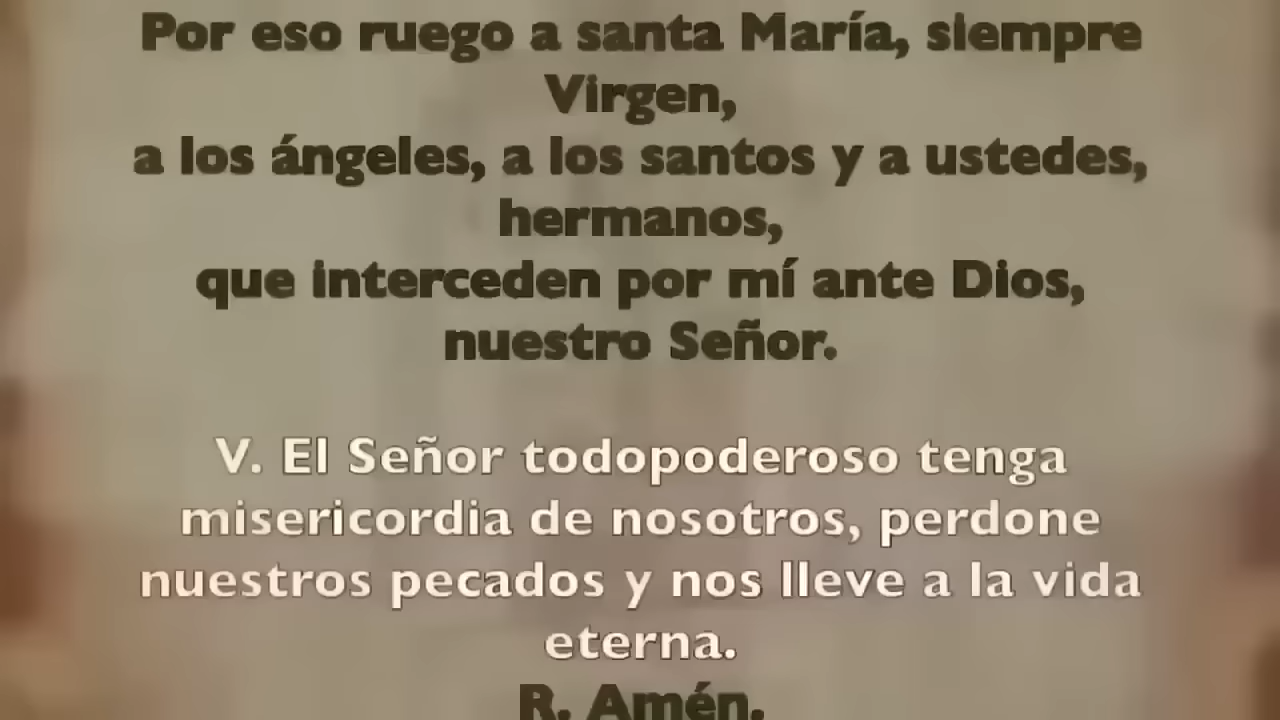 Por eso ruego a santa María, siempre
Virgen,
a los ángeles, a los santos y a ustedes,
hermanos,
que interceden por mí ante Dios,
nuestro Señor.
V. El Señor todopoderoso tenga
misericordia de nosotros, perdone
nuestros pecados y nos lleve a la vida
eterna.
R. Amén.